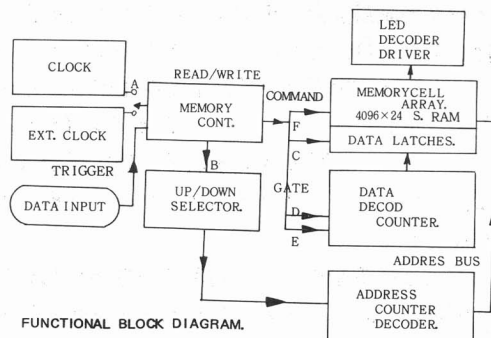 LED
DECODER
DRIVER
CLOCK
A
READ/WRITE
MEMORY
CONT.
COMMAND
F
MEMORYCELL
ARRAY.
4096×24 S. RAM
EXT. CLOCK
C
DATA LATCHES.
TRIGGER
B
DATA INPUT
UP/DOWN
SELECTOR.
GATE
D
E
DATA
DECOD
COUNTER.
ADDRES BUS
ADDRESS
COUNTER
DECODER.
FUNCTIONAL BLOCK DIAGRAM.